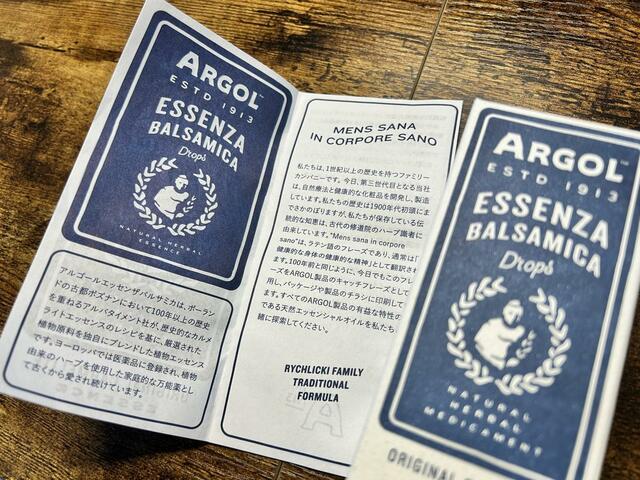 ARGOL™
ESTD 1913
ESSENZA
BALSAMICA
Drops
NATURAL HERBAL
ESSENCE
アルゴールエッセンザバルサミカは、ポーラン
ドの古都ポズナンにおいて100年以上の歴史
を重ねるアルバタイメント社が、歴史的なカルメ
ライトエッセンスのレシピを基に、厳選された
植物原料を独自にブレンドした植物エッセンス
です。ヨーロッパでは医薬品に登録され、植物
由来のハーブを使用した家庭的な万能薬とし
て古くから愛され続けています。
MENS SANA
IN CORPORE SANO
私たちは、1世紀以上の歴史を持つファミリー
カンパニーです。今日、第三世代目となる当社
は、自然療法と健康的な化粧品を開発し、製造
しています。私たちの歴史は1900年代初頭にま
でさかのぼりますが、私たちが保存している伝
統的な知恵は、古代の修道院のハーブ識者に
由来しています。"Mens sana in corpore
sano"は、ラテン語のフレーズであり、通常は「
健康的な身体の健康的な精神」として翻訳され
ます。100年前と同じように、今日でもこのフレ
ーズをARGOL製品のキャッチフレーズとして
用し、パッケージや製品のチラシに印刷して
ます。すべてのARGOL製品の有益な特性の
である天然エッセンシャルオイルを私たち
緒に探索してください。
RYCHLICKI FAMILY
TRADITIONAL
FORMULA
ARGOL™
ESTD 1913
ESSENZA
BALSAMICA
Drops
NATURAL
HERBAL
MEDICAMENT
ORIGINAL